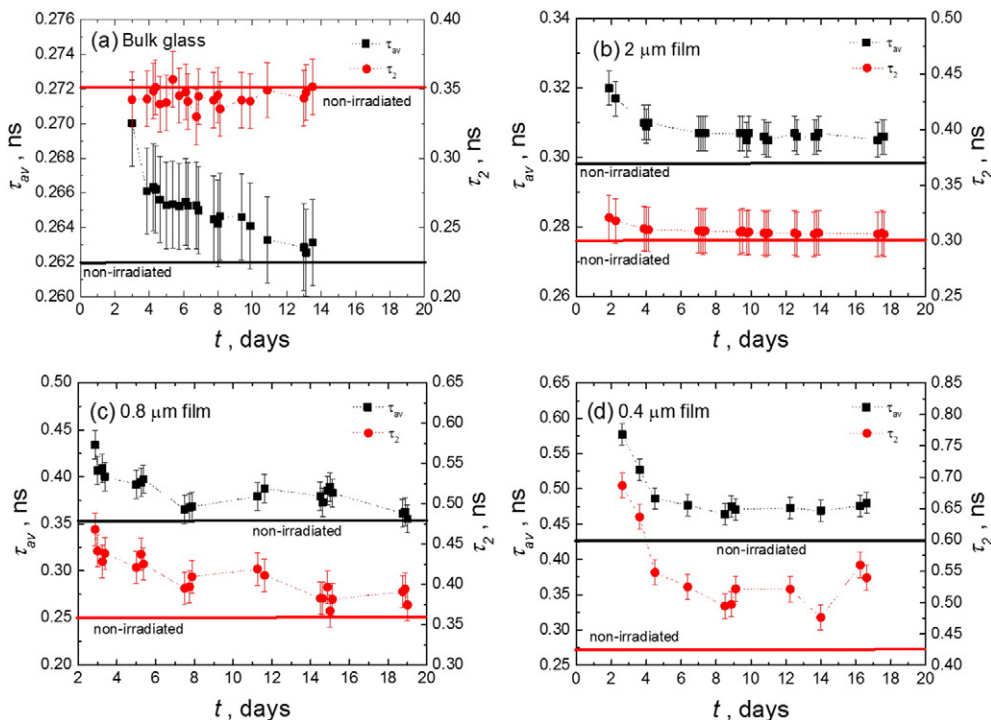 0.276
0.274
0.272
0.270
0.268
0.266
0.264
0.262
0.260
τav, ns
(a) Bulk glass
τav
τ2
non-irradiated
non-irradiated
0.40
0.35
0.30
0.25
0.20
τ2, ns
0 2 4 6 8 10 12 14 16 18 20
t, days
0.34
0.32
0.30
0.28
0.26
τav, ns
(b) 2 μm film
τav
τ2
non-irradiated
non-irradiated
0.50
0.45
0.40
0.35
0.30
0.25
τ2, ns
0 2 4 6 8 10 12 14 16 18 20
t, days
0.50
0.45
0.40
0.35
0.30
0.25
0.20
τav, ns
(c) 0.8 μm film
τav
τ2
non-irradiated
non-irradiated
0.65
0.60
0.55
0.50
0.45
0.40
0.35
0.30
τ2, ns
2 4 6 8 10 12 14 16 18 20
t, days
0.65
0.60
0.55
0.50
0.45
0.40
0.35
0.30
0.25
τav, ns
(d) 0.4 μm film
τav
τ2
non-irradiated
non-irradiated
0.85
0.80
0.75
0.70
0.65
0.60
0.55
0.50
0.45
0.40
τ2, ns
0 2 4 6 8 10 12 14 16 18 20
t, days